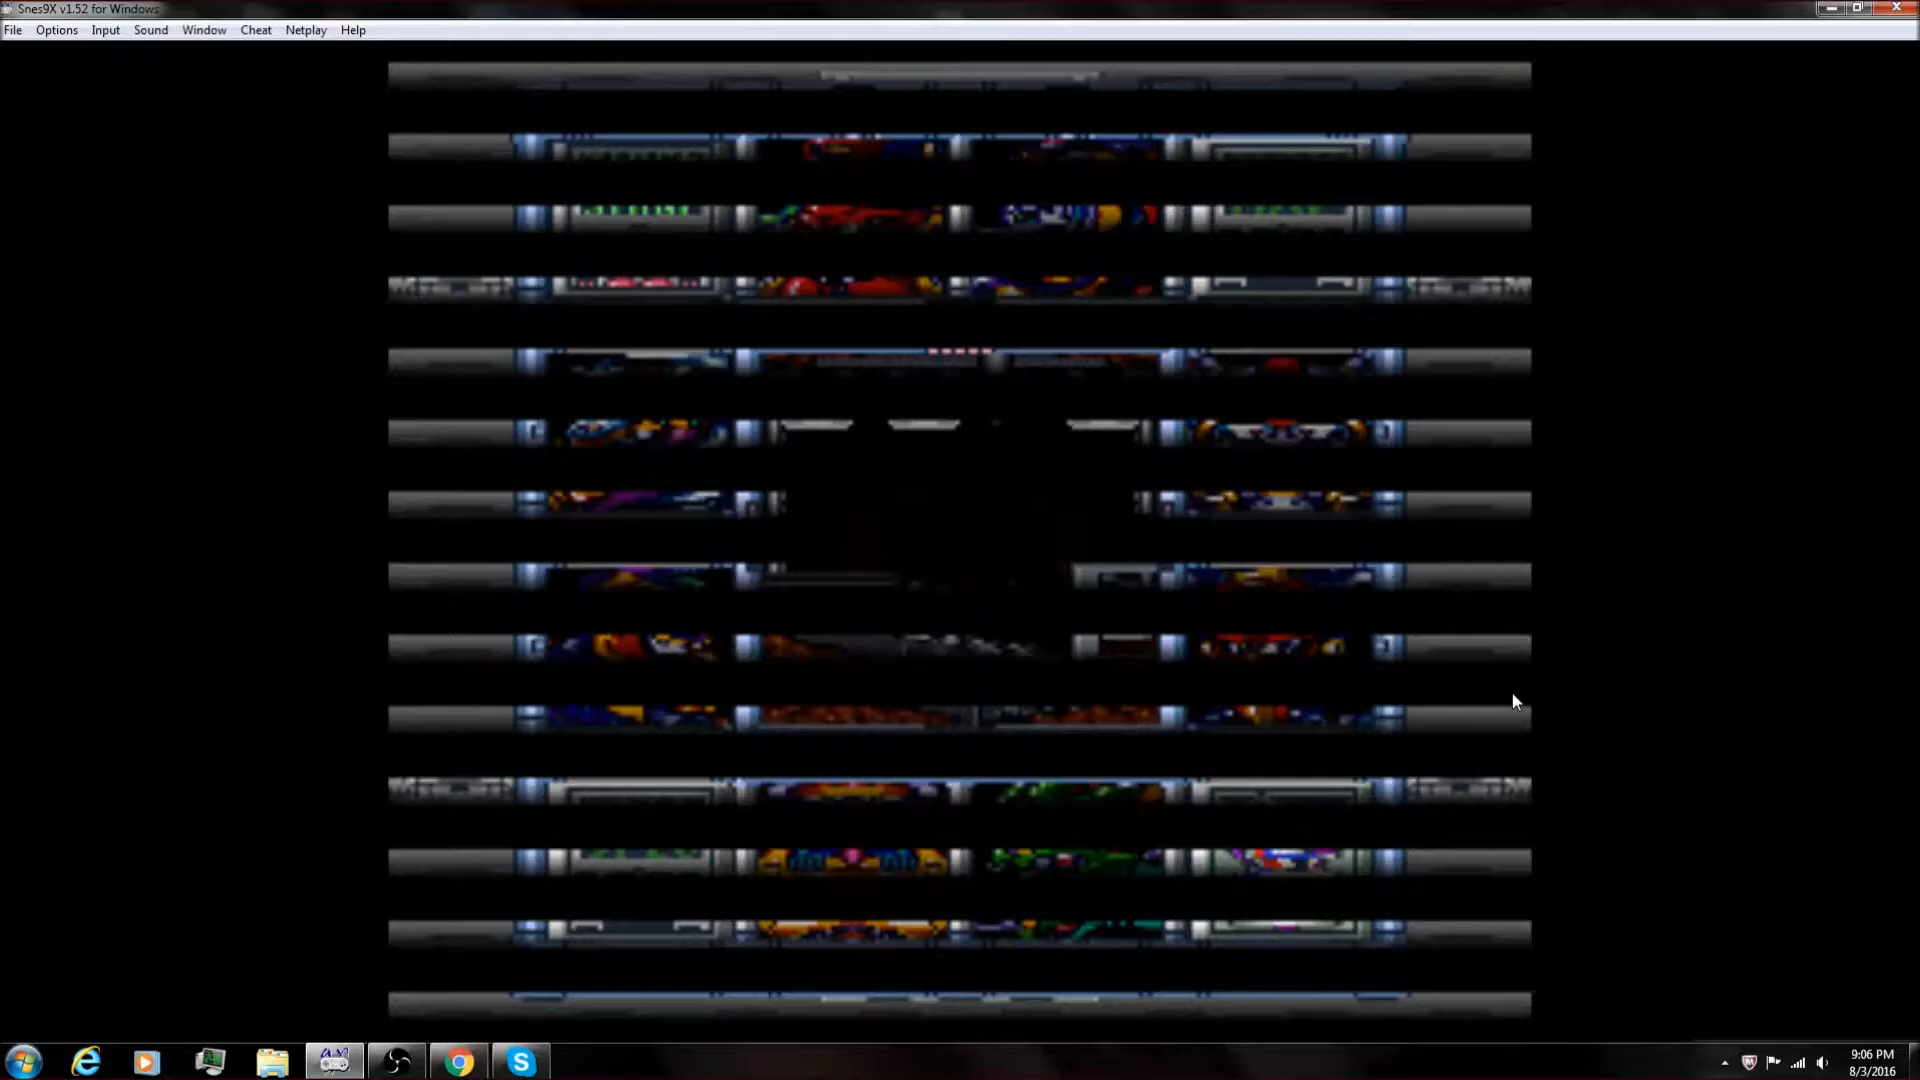 Snes9X v1.52 for Windows
File Options Input Sound Window Cheat Netplay Help
9:06 PM
8/3/2016